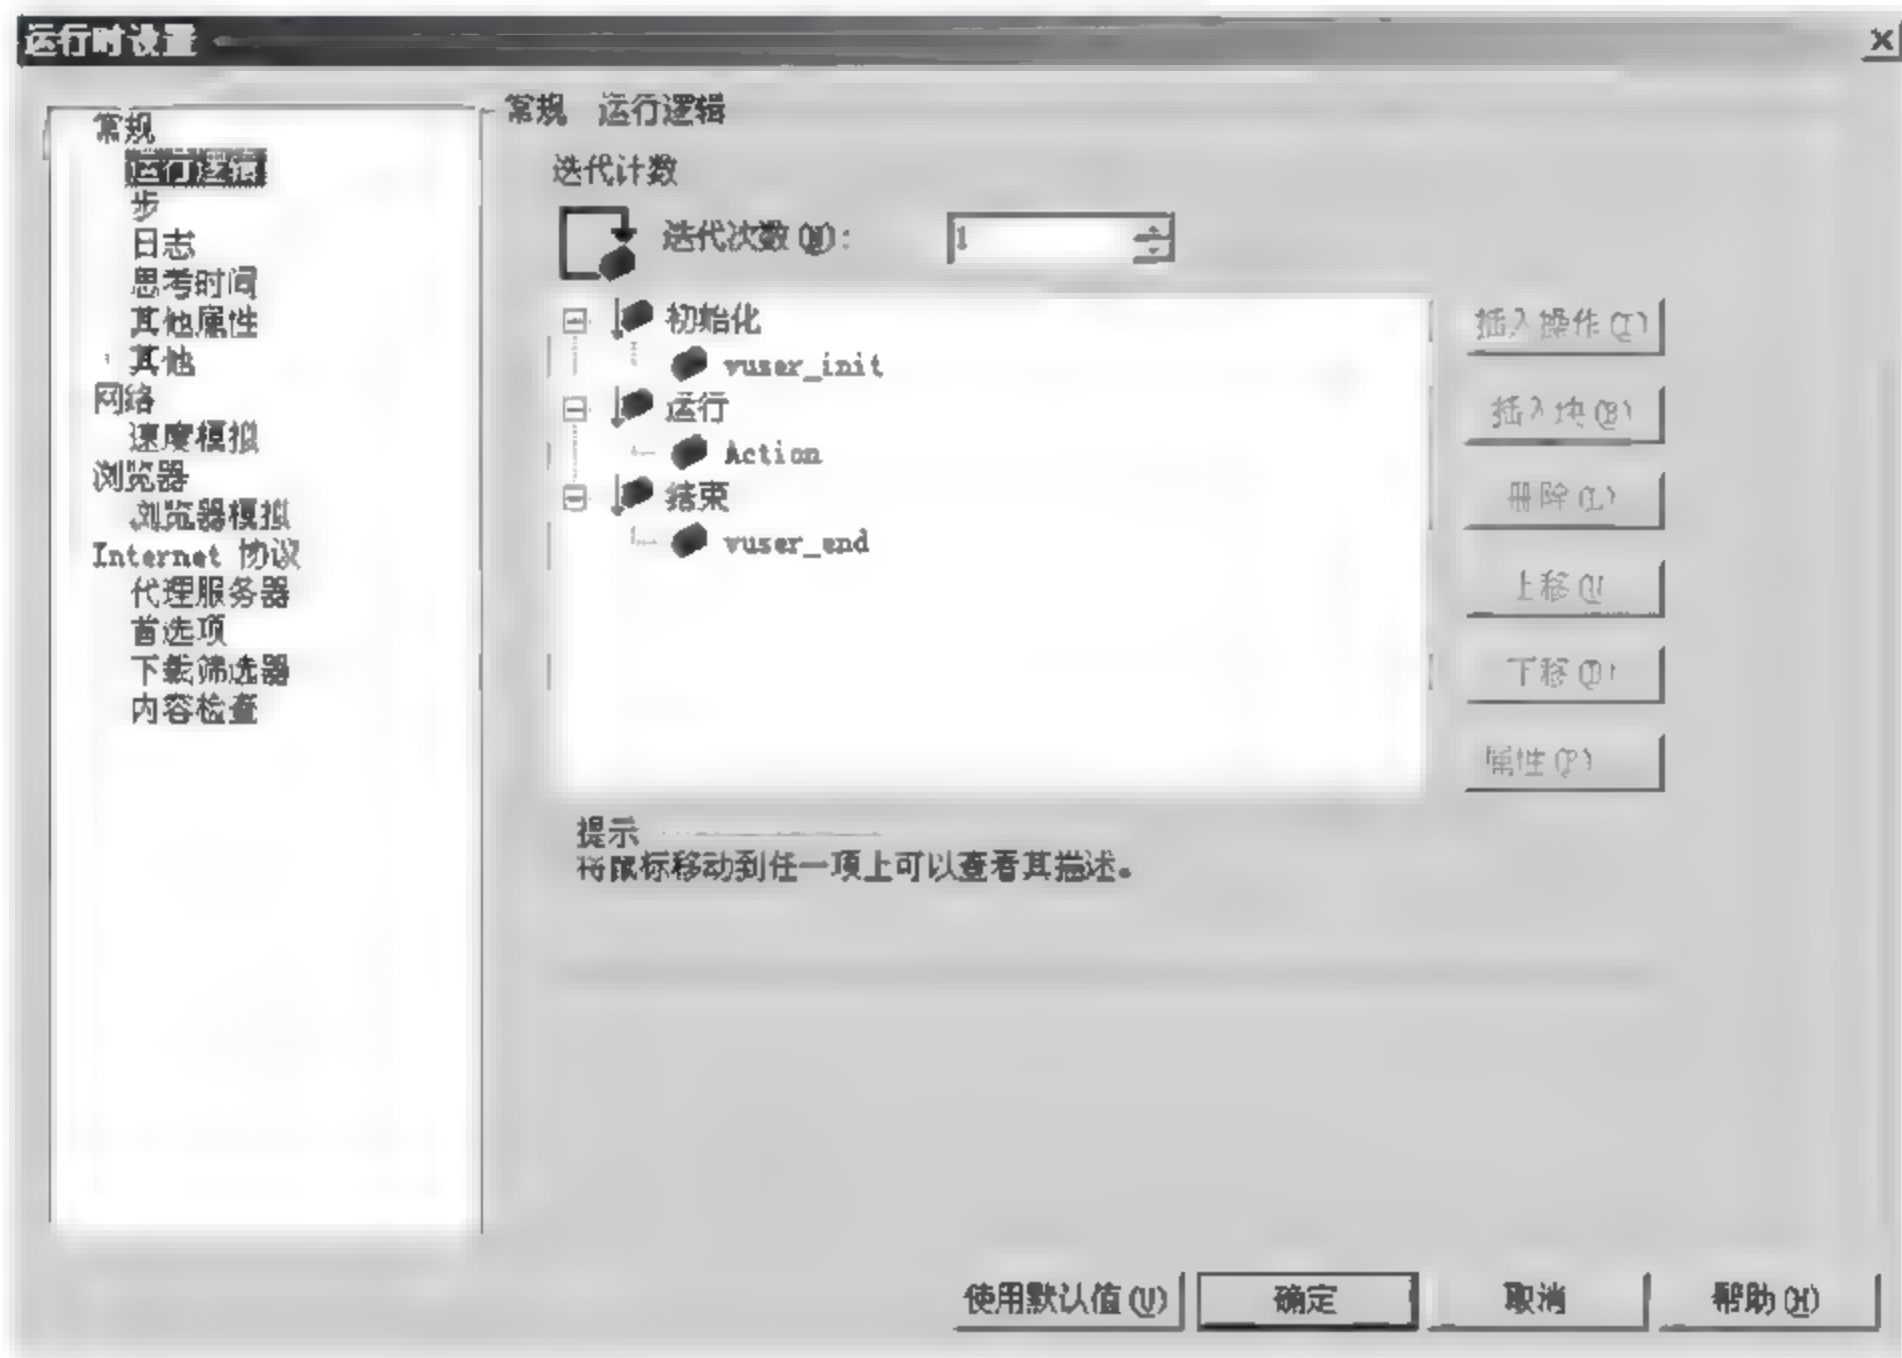 运行时设置
常规
运行逻辑
步
日志
思考时间
其他属性
其他
网络
速度模拟
浏览器
浏览器模拟
Internet 协议
代理服务器
首选项
下载筛选器
内容检查
常规 运行逻辑
迭代计数
迭代次数(N): 1
初始化
vuser_init
运行
Action
结束
vuser_end
插入操作(I)
插入块(B)
删除(L)
上移(U)
下移(D)
属性(P)
提示
将鼠标移动到任一项上可以查看其描述。
使用默认值(U) 确定 取消 帮助(H)